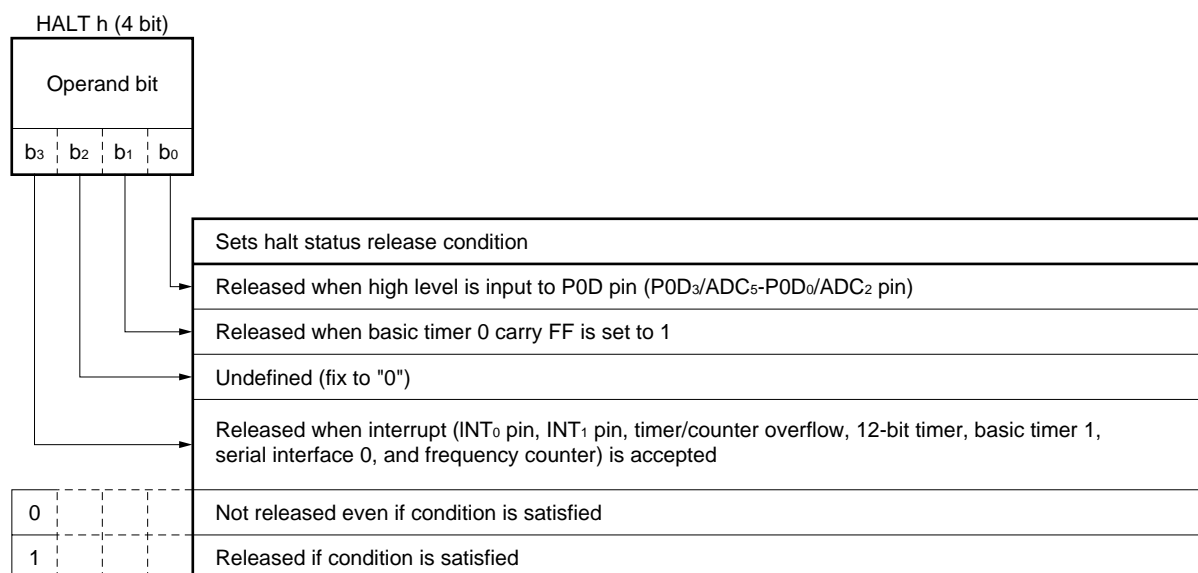 HALT h (4 bit)
Operand bit
b3 b2 b1 b0
Sets halt status release condition
Released when high level is input to P0D pin (P0D3/ADC5-P0D0/ADC2 pin)
Released when basic timer 0 carry FF is set to 1
Undefined (fix to "0")
Released when interrupt (INT0 pin, INT1 pin, timer/counter overflow, 12-bit timer, basic timer 1,
serial interface 0, and frequency counter) is accepted
0 Not released even if condition is satisfied
1 Released if condition is satisfied